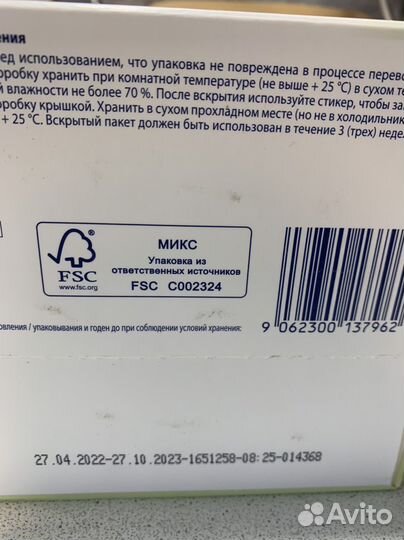 ения
ед использованием, что упаковка не повреждена в процессе перево
оробку хранить при комнатной температуре (не выше + 25 °C) в сухом те
й влажности не более 70 %. После вскрытия используйте стикер, чтобы за
оробку крышкой. Хранить в сухом прохладном месте (но не в холодильник
+ 25 °C. Вскрытый пакет должен быть использован в течение 3 (трех) недел
FSC
www.fsc.org
МИКС
Упаковка из
ответственных источников
FSC C002324
9 062300 137962
овления / упаковывания и годен до при соблюдении условий хранения:
27.04.2022-27.10.2023-1651258-08:25-014368
Avito